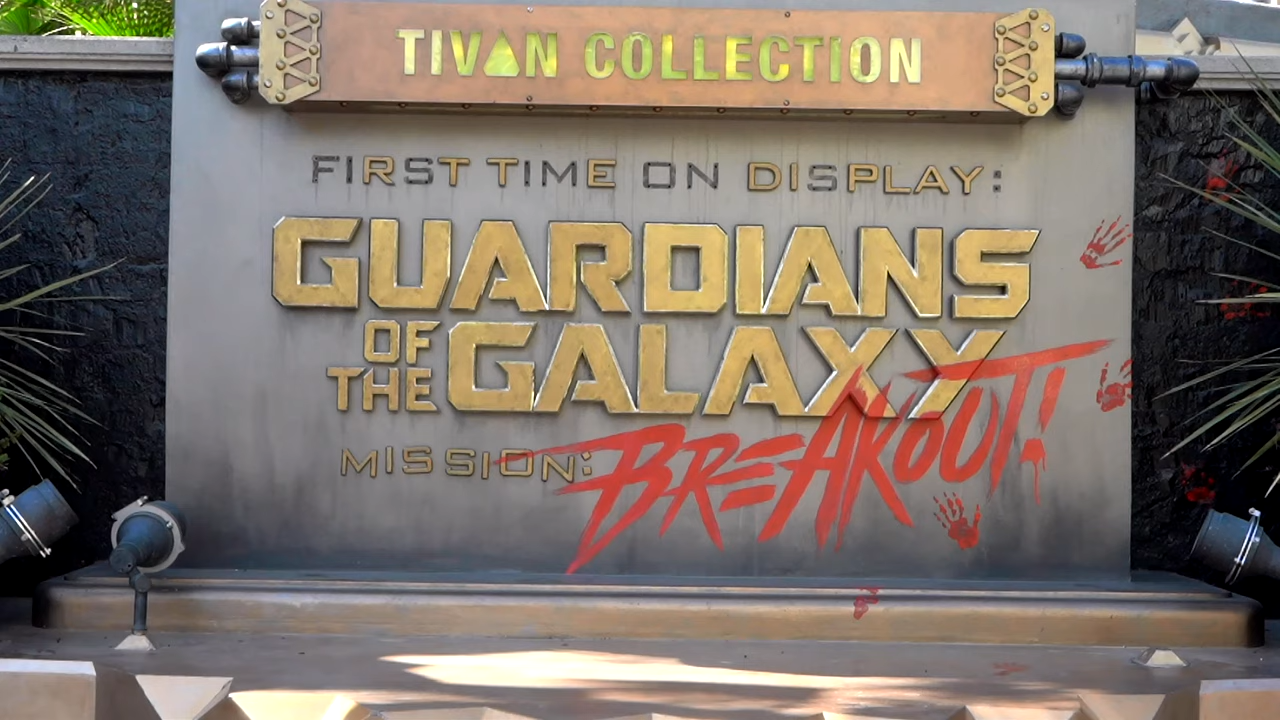 TIVAN COLLECTION
FIRST TIME ON DISPLAY:
GUARDIANS
OF THE GALAXY
MISSION: BREAKOUT!